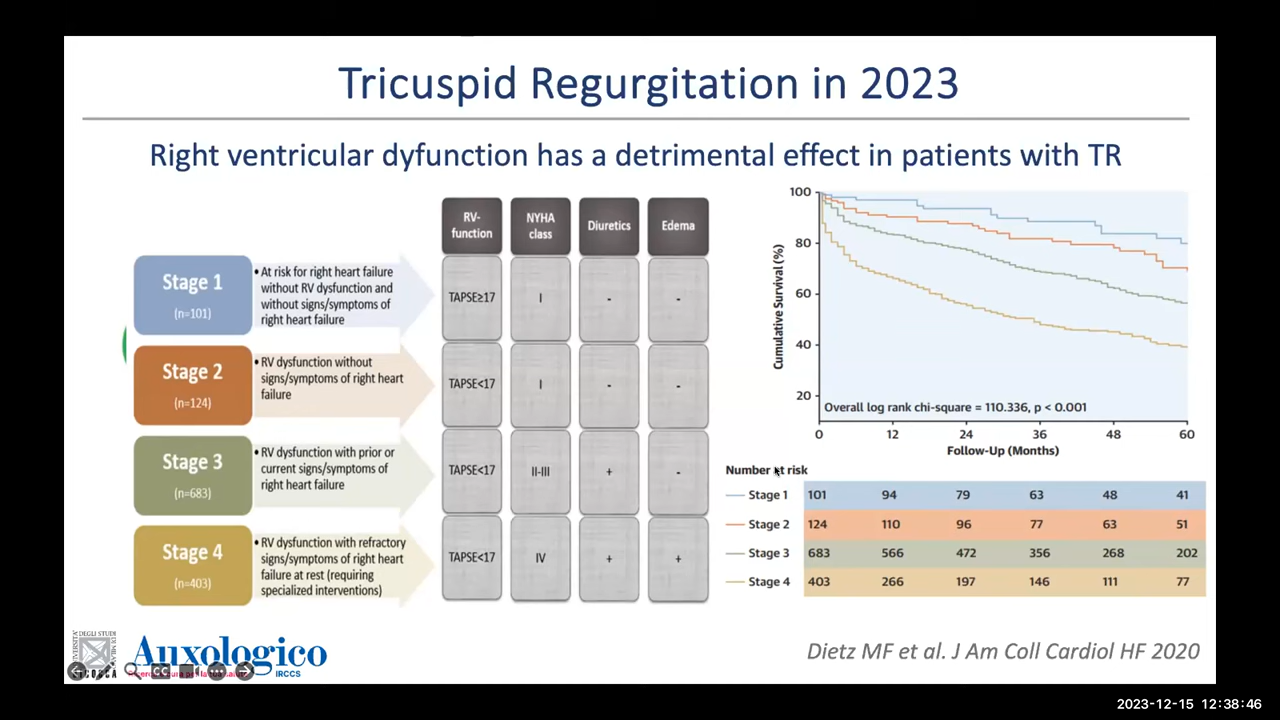 Tricuspid Regurgitation in 2023
Right ventricular dyfunction has a detrimental effect in patients with TR
RV-
function
NYHA
class
Diuretics
Edema
Stage 1
(n=101)
• At risk for right heart failure
without RV dysfunction and
without signs/symptoms of
right heart failure
TAPSE≥17
I
-
-
Stage 2
(n=124)
• RV dysfunction without
signs/symptoms of right heart
failure
TAPSE<17
I
-
-
Stage 3
(n=683)
• RV dysfunction with prior or
current signs/symptoms of
right heart failure
TAPSE<17
II-III
+
-
Stage 4
(n=403)
• RV dysfunction with refractory
signs/symptoms of right heart
failure at rest (requiring
specialized interventions)
TAPSE<17
IV
+
+
Cumulative Survival (%)
100
80
60
40
20
Overall log rank chi-square = 110.336, p < 0.001
0 12 24 36 48 60
Follow-Up (Months)
Number at risk
Stage 1 101 94 79 63 48 41
Stage 2 124 110 96 77 63 51
Stage 3 683 566 472 356 268 202
Stage 4 403 266 197 146 111 77
DEGLI STUDI
Auxologico
IRCCS
CC
Dietz MF et al. J Am Coll Cardiol HF 2020
2023-12-15 12:38:46